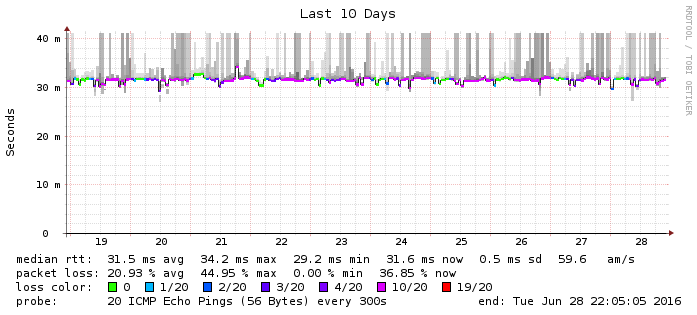 Last 10 Days
RRDTOOL / TOBI OETIKER
Seconds
40 m
30 m
20 m
10 m
0
19 20 21 22 23 24 25 26 27 28
median rtt: 31.5 ms avg 34.2 ms max 29.2 ms min 31.6 ms now 0.5 ms sd 59.6 am/s
packet loss: 20.93 % avg 44.95 % max 0.00 % min 36.85 % now
loss color: 0 1/20 2/20 3/20 4/20 10/20 19/20
probe: 20 ICMP Echo Pings (56 Bytes) every 300s end: Tue Jun 28 22:05:05 2016